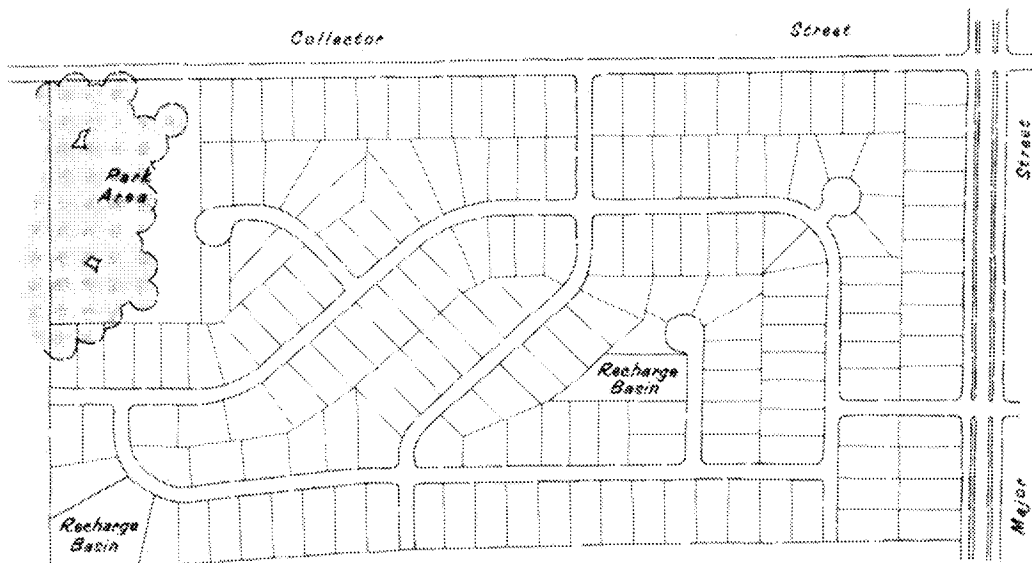 Collector Street
Park
Area
Street
Recharge
Basin
Major
Recharge
Basin